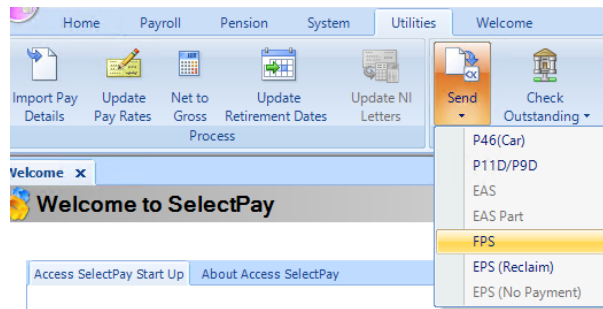 Home Payroll Pension System Utilities Welcome
Import Pay Details
Update Pay Rates
Net to Gross
Update Retirement Dates
Update NI Letters
Send
Check Outstanding
Process
P46(Car)
P11D/P9D
EAS
EAS Part
FPS
EPS (Reclaim)
EPS (No Payment)
Welcome x
Welcome to SelectPay
Access SelectPay Start Up About Access SelectPay